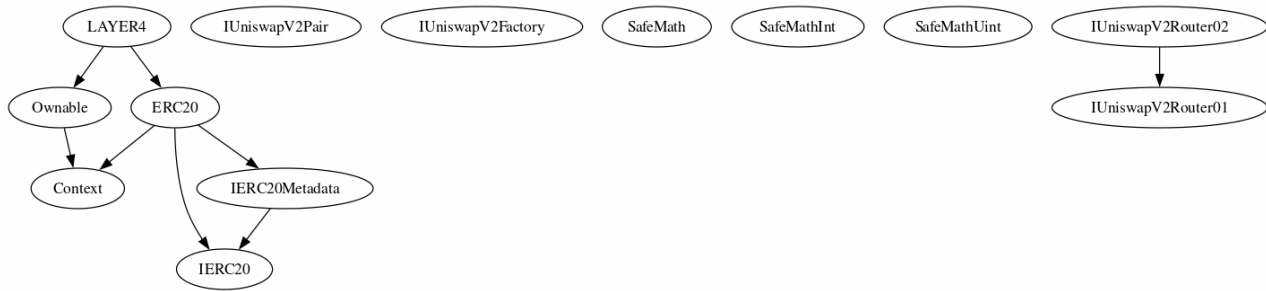 LAYER4
IUniswapV2Pair
IUniswapV2Factory
SafeMath
SafeMathInt
SafeMathUint
IUniswapV2Router02
Ownable
ERC20
IUniswapV2Router01
Context
IERC20Metadata
IERC20